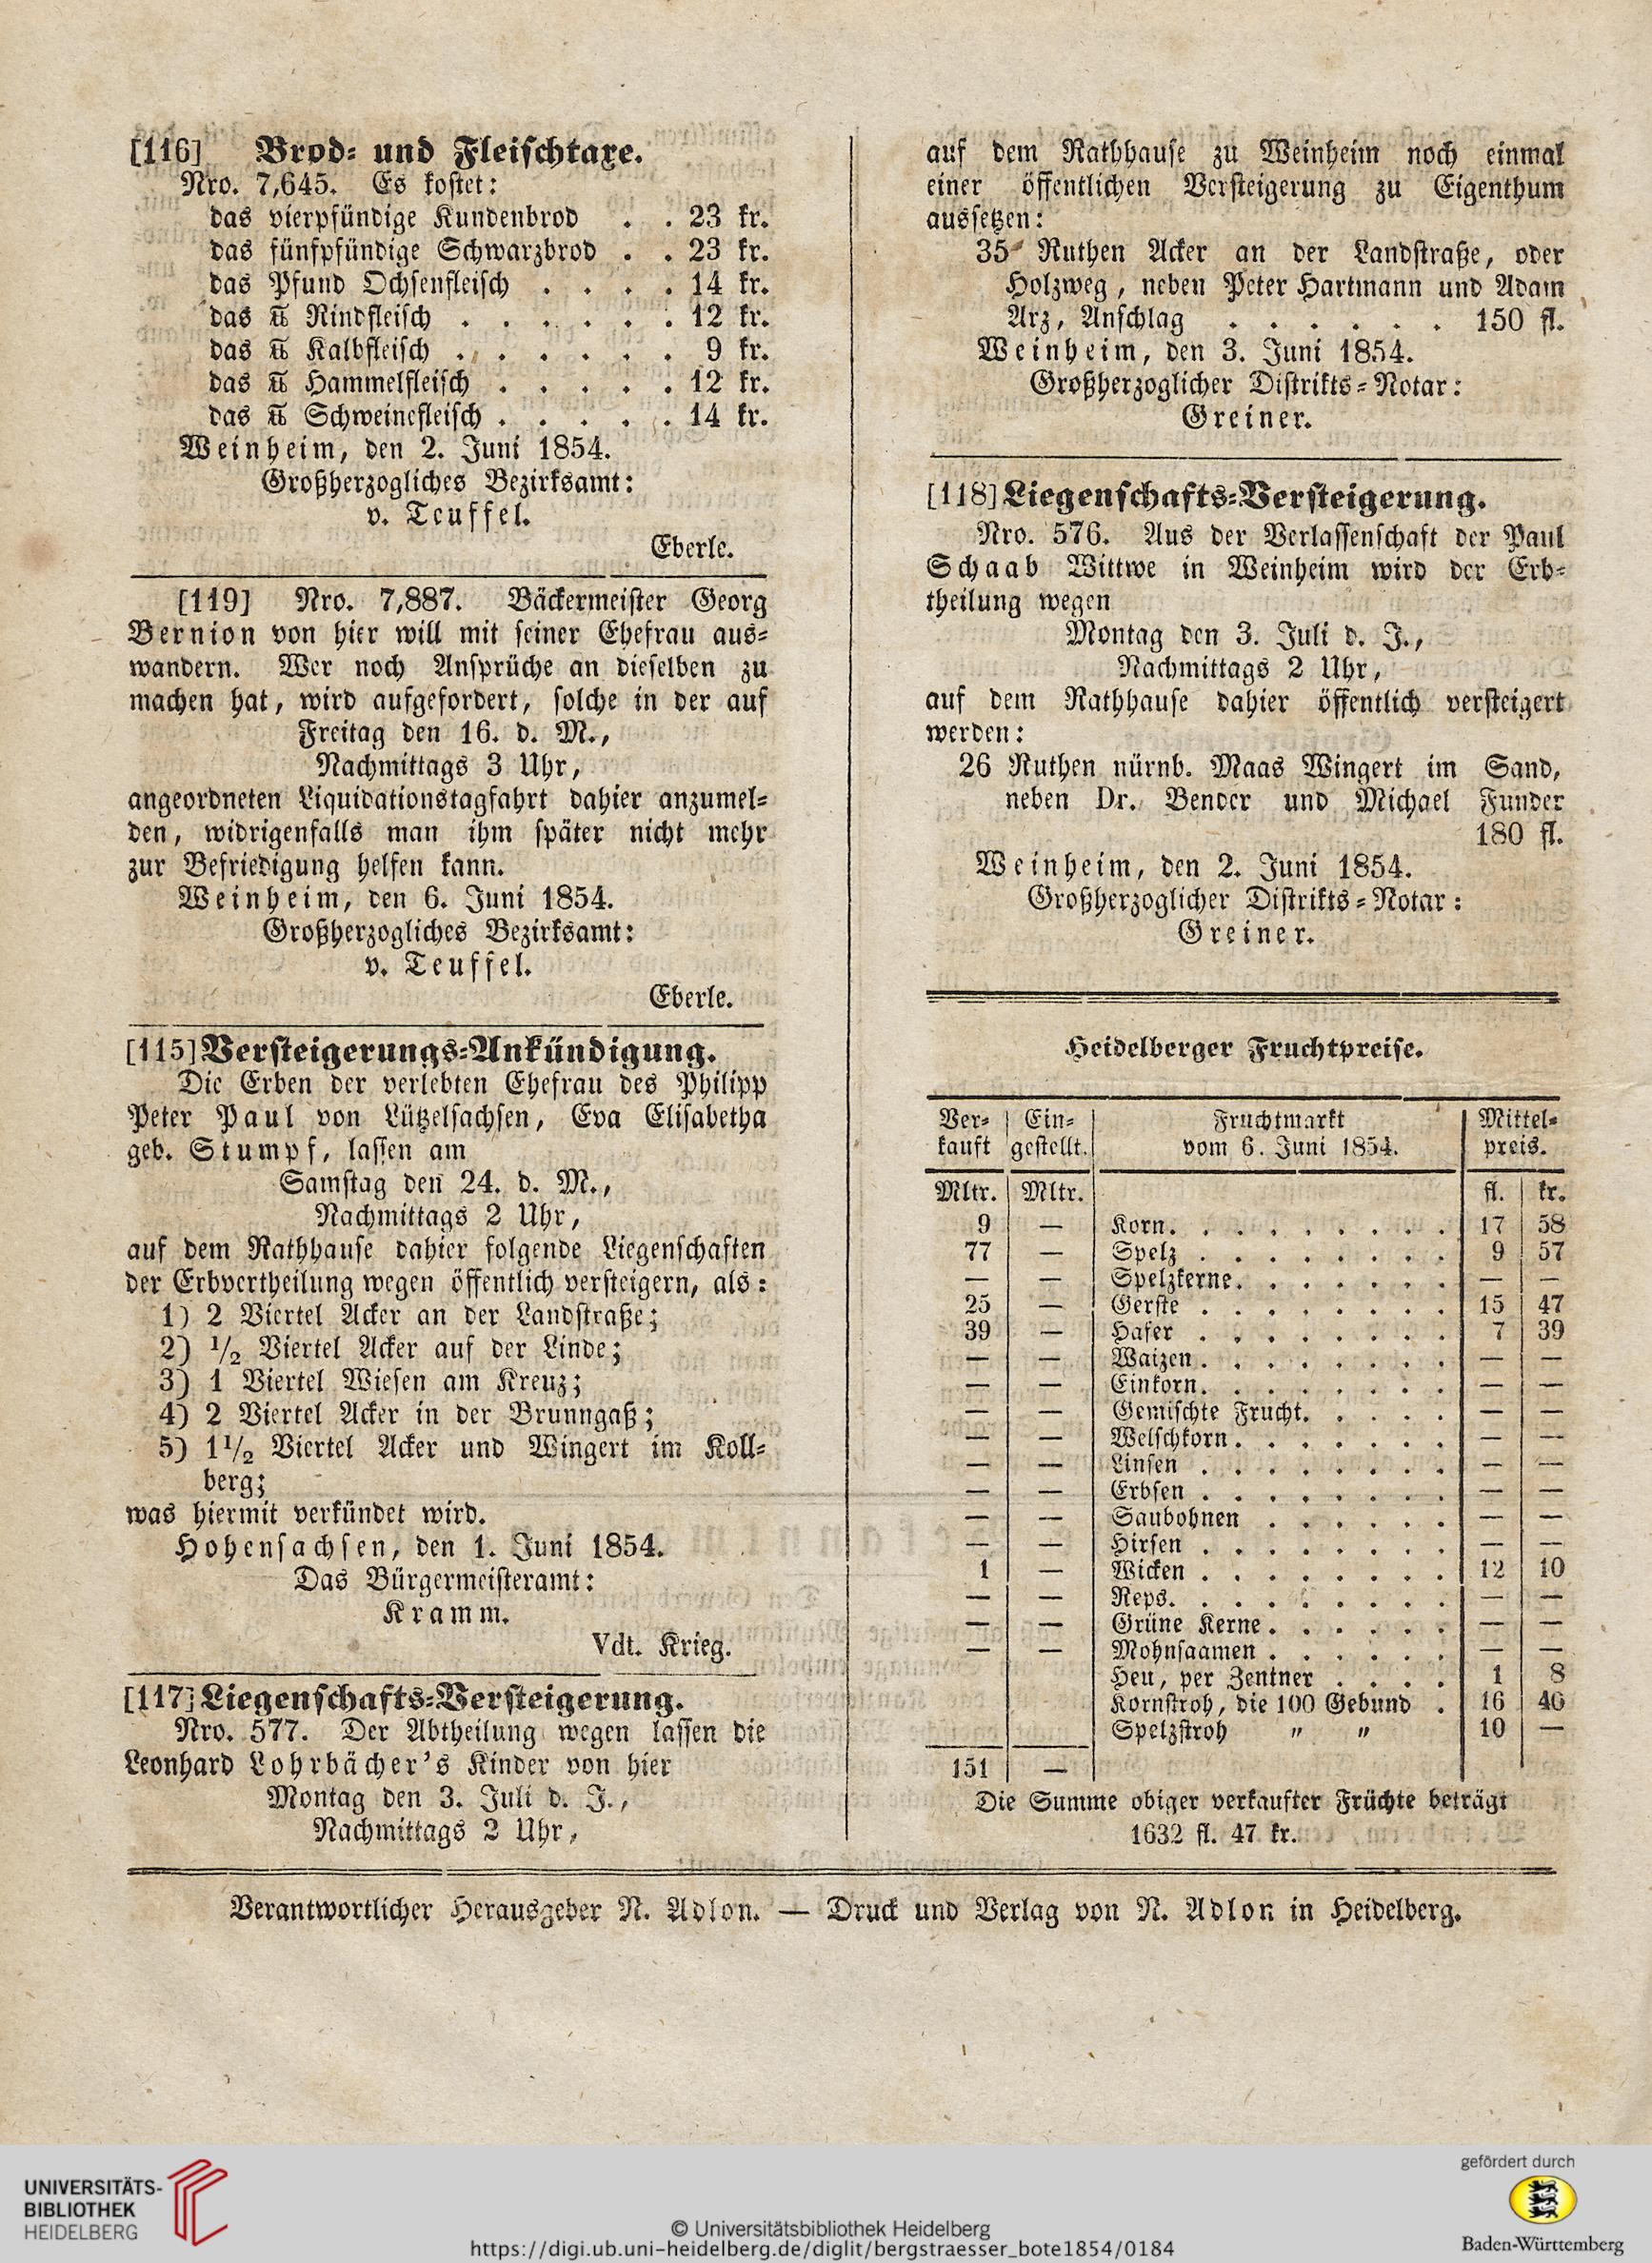 [116] Brod- und Fleischtaxe.
Nro. 7,645. Es kostet:
das vierpfündige Kundenbrod . . 23 kr.
das fünfpfündige Schwarzbrod . . 23 kr.
das Pfund Ochsenfleisch . . . . 14 kr.
das ℔ Rindfleisch . . . . . . 12 kr.
das ℔ Kalbfleisch . . . . . . 9 kr.
das ℔ Hammelfleisch . . . . . 12 kr.
das ℔ Schweinefleisch . . . . . 14 kr.
Weinheim, den 2. Juni 1854.
Großherzogliches Bezirksamt:
v. Teuffel.
Eberle.
[119] Nro. 7,887. Bäckermeister Georg
Bernion von hier will mit seiner Ehefrau aus-
wandern. Wer noch Ansprüche an dieselben zu
machen hat, wird aufgefordert, solche in der auf
Freitag den 16. d. M.,
Nachmittags 3 Uhr,
angeordneten Liquidationstagfahrt dahier anzumel-
den, widrigenfalls man ihm später nicht mehr
zur Befriedigung helfen kann.
Weinheim, den 6. Juni 1854.
Großherzogliches Bezirksamt:
v. Teuffel.
Eberle.
[115] Versteigerungs-Ankündigung.
Die Erben der verlebten Ehefrau des Philipp
Peter Paul von Lützelsachsen, Eva Elisabetha
geb. Stumpf, lassen am
Samstag den 24. d. M.,
Nachmittags 2 Uhr,
auf dem Rathhause dahier folgende Liegenschaften
der Erbvertheilung wegen öffentlich versteigern, als:
1) 2 Viertel Acker an der Landstraße;
2) 1/2 Viertel Acker auf der Linde;
3) 1 Viertel Wiesen am Kreuz;
4) 2 Viertel Acker in der Brunngaß;
5) 1 1/2 Viertel Acker und Wingert im Koll-
berg;
was hiermit verkündet wird.
Hohensachsen, den 1. Juni 1854.
Das Bürgermeisteramt:
Kramm.
Vdt. Krieg.
[117] Liegenschafts-Versteigerung.
Nro. 577. Der Abtheilung wegen lassen die
Leonhard Lohrbächer's Kinder von hier
Montag den 3. Juli d. J.,
Nachmittags 2 Uhr,
auf dem Rathhause zu Weinheim noch einmal
einer öffentlichen Versteigerung zu Eigenthum
aussetzen:
35 Ruthen Acker an der Landstraße, oder
Holzweg, neben Peter Hartmann und Adam
Arz, Anschlag . . . . . . 150 fl.
Weinheim, den 3. Juni 1854.
Großherzoglicher Distrikts-Notar:
Greiner.
[118] Liegenschafts-Versteigerung.
Nro. 576. Aus der Verlassenschaft der Paul
Schaab Wittwe in Weinheim wird der Erb-
theilung wegen
Montag den 3. Juli d. J.,
Nachmittags 2 Uhr,
auf dem Rathhause dahier öffentlich versteigert
werden:
26 Ruthen nürnb. Maas Wingert im Sand,
neben Dr. Bender und Michael Funder
180 fl.
Weinheim, den 2. Juni 1854.
Großherzoglicher Distrikts-Notar:
Greiner.
Heidelberger Fruchtpreise.
Ver- Ein- Fruchtmarkt Mittel-
kauft gestellt. vom 6. Juni 1854. preis.
Mltr. Mltr. fl. kr.
9 — Korn. . . . . . . . . 17 58
77 — Spelz . . . . . . . . 9 57
— — Spelzkerne. . . . . . . — —
25 — Gerste . . . . . . . . 15 47
39 — Hafer . . . . . . . . 7 39
— — Waizen. . . . . . . . — —
— — Einkorn. . . . . . . . — —
— — Gemischte Frucht. . . . . — —
— — Welschkorn. . . . . . . — —
— — Linsen . . . . . . . . — —
— — Erbsen . . . . . . . . — —
— — Saubohnen . . . . . . — —
— — Hirsen . . . . . . . . — —
1 — Wicken . . . . . . . . 12 10
— — Reps. . . . . . . . . — —
— — Grüne Kerne. . . . . . — —
— — Mohnsaamen . . . . . . — —
Heu, per Zentner . . . . 1 8
Kornstroh, die 100 Gebund . 16 40
Spelzstroh " " 10 —
151 —
Die Summe obiger verkaufter Früchte beträgt
1632 fl. 47 kr.
Verantwortlicher Herausgeber N. Adlon. — Druck und Verlag von N. Adlon in Heidelberg.
UNIVERSITÄTS-
BIBLIOTHEK
HEIDELBERG
© Universitätsbibliothek Heidelberg
https://digi.ub.uni-heidelberg.de/diglit/bergstraesser_bote1854/0184
gefördert durch
Baden-Württemberg